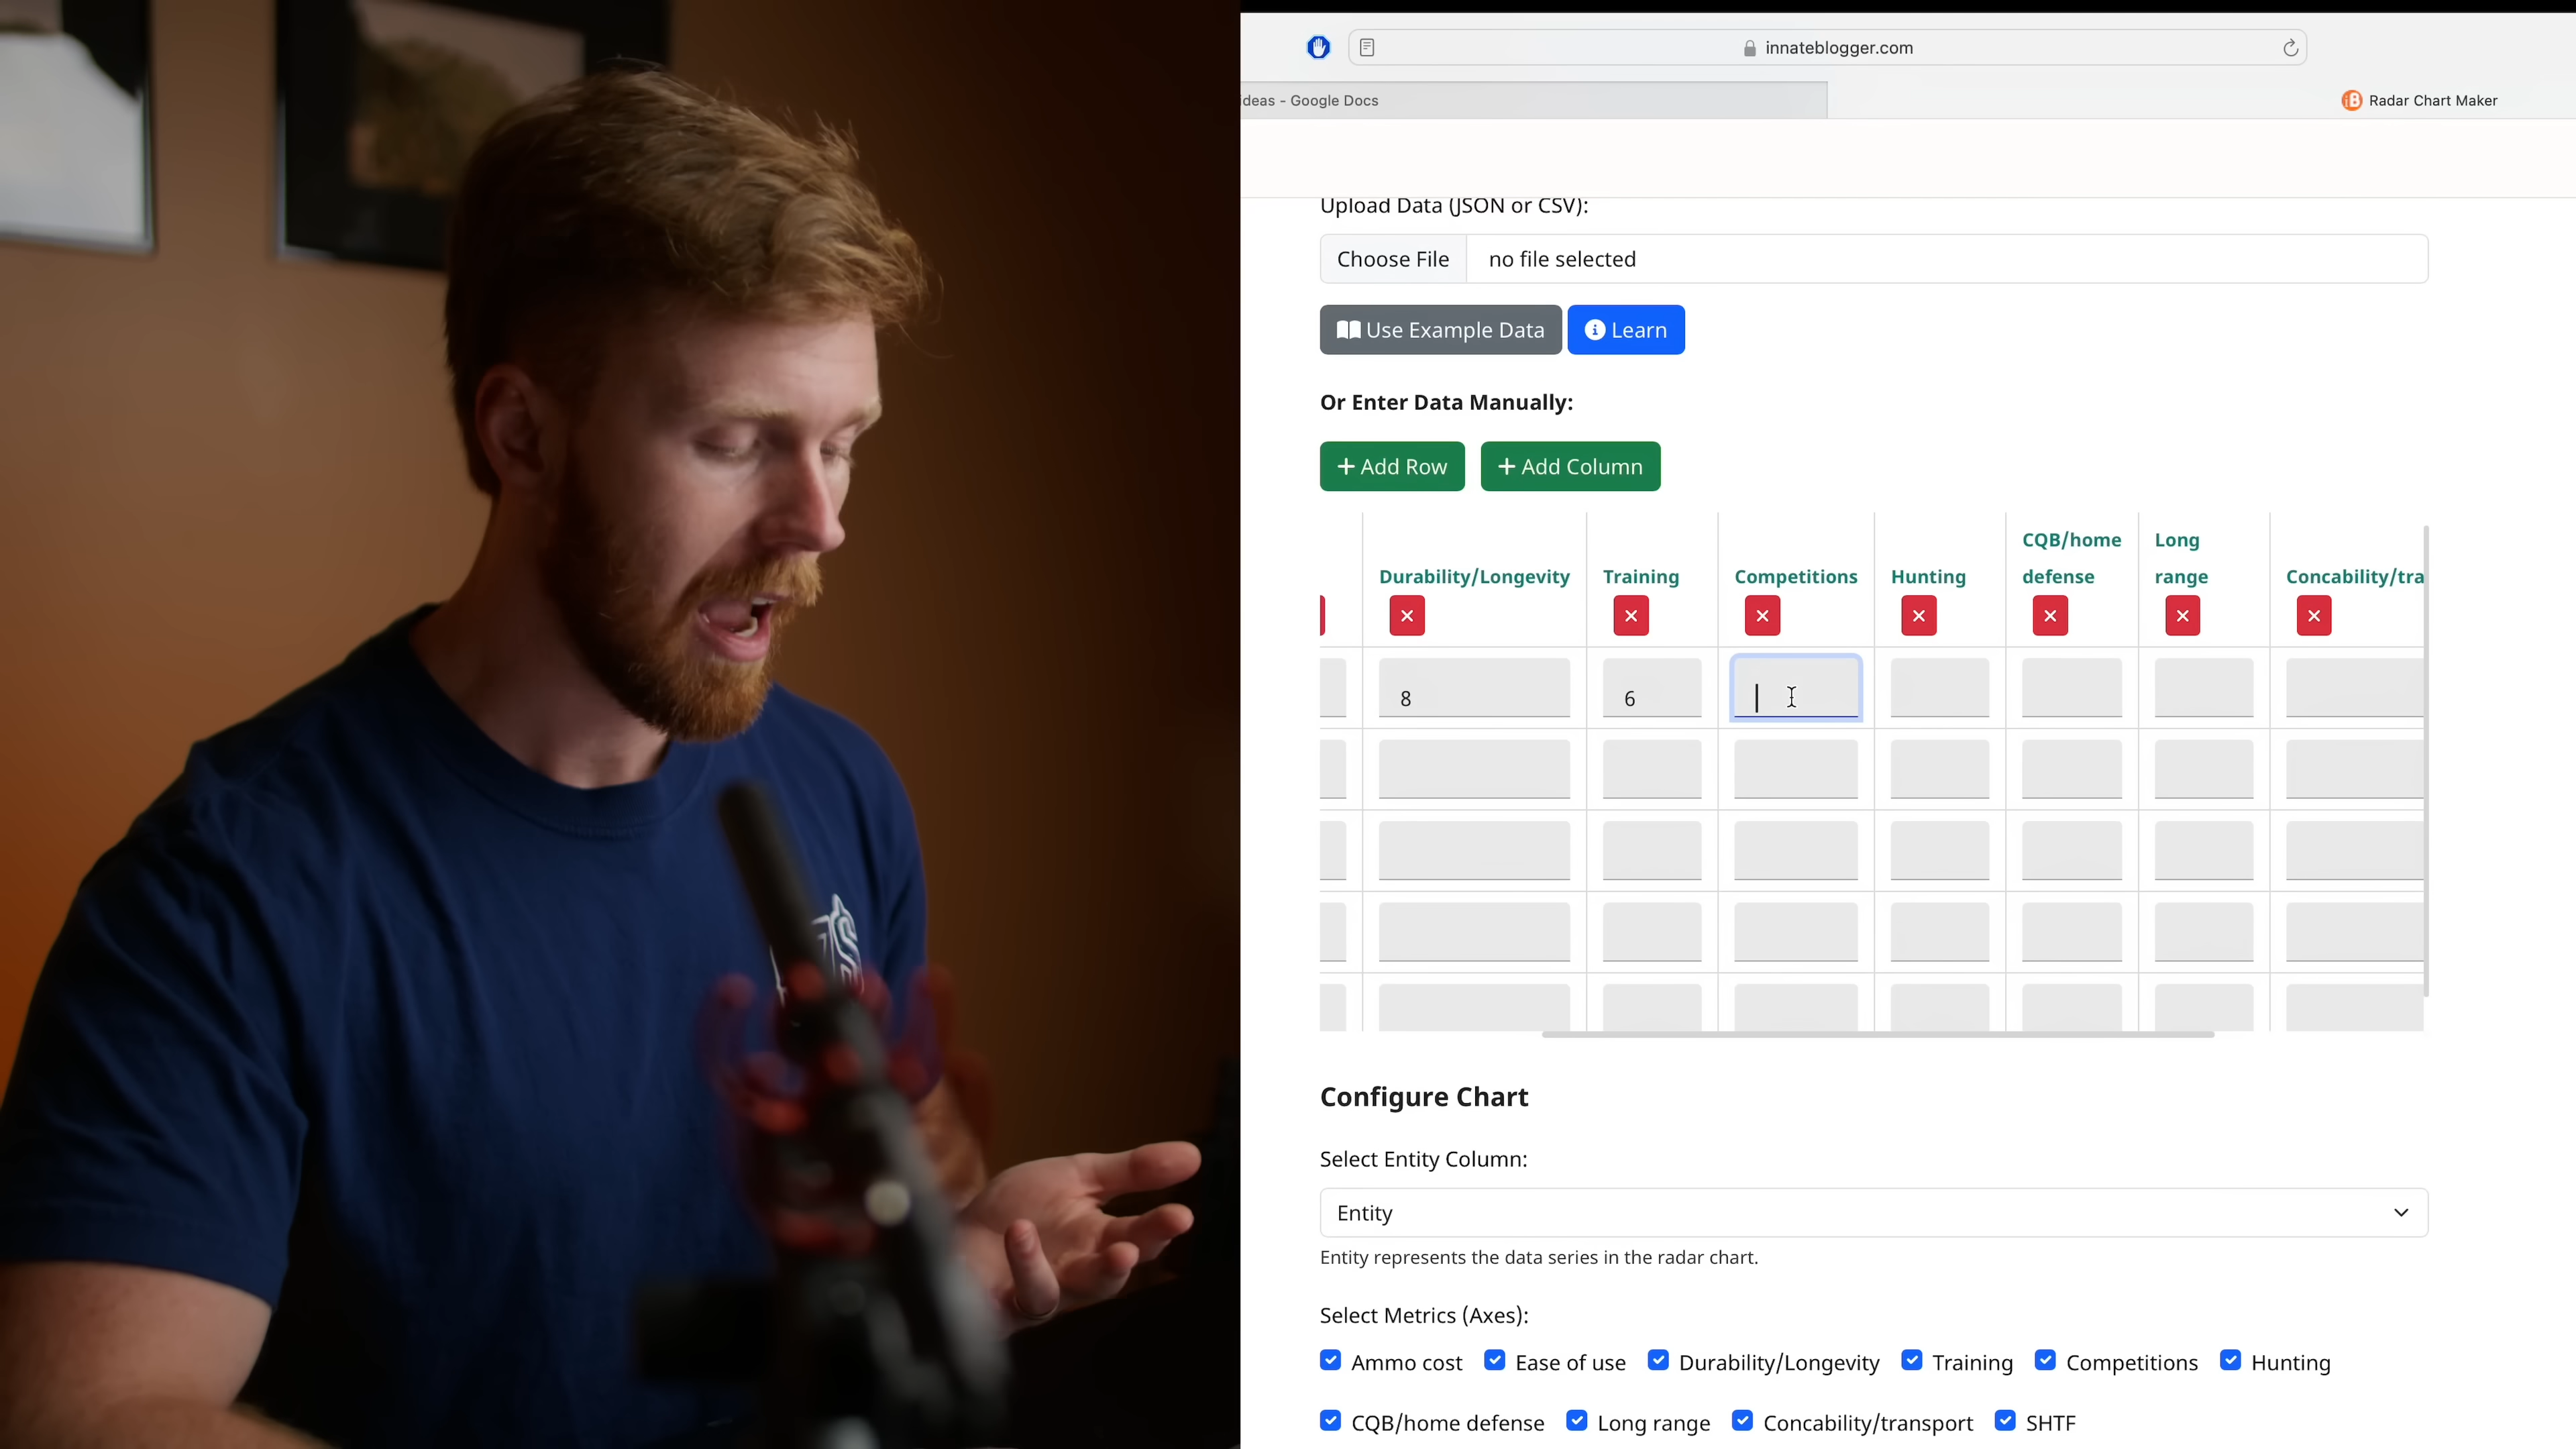 innateblogger.com
deas - Google Docs
Radar Chart Maker
Upload Data (JSON or CSV):
Choose File no file selected
Use Example Data Learn
Or Enter Data Manually:
+ Add Row + Add Column
Durability/Longevity Training Competitions Hunting CQB/home defense Long range Concability/tra
8 6
Configure Chart
Select Entity Column:
Entity
Entity represents the data series in the radar chart.
Select Metrics (Axes):
Ammo cost Ease of use Durability/Longevity Training Competitions Hunting
CQB/home defense Long range Concability/transport SHTF